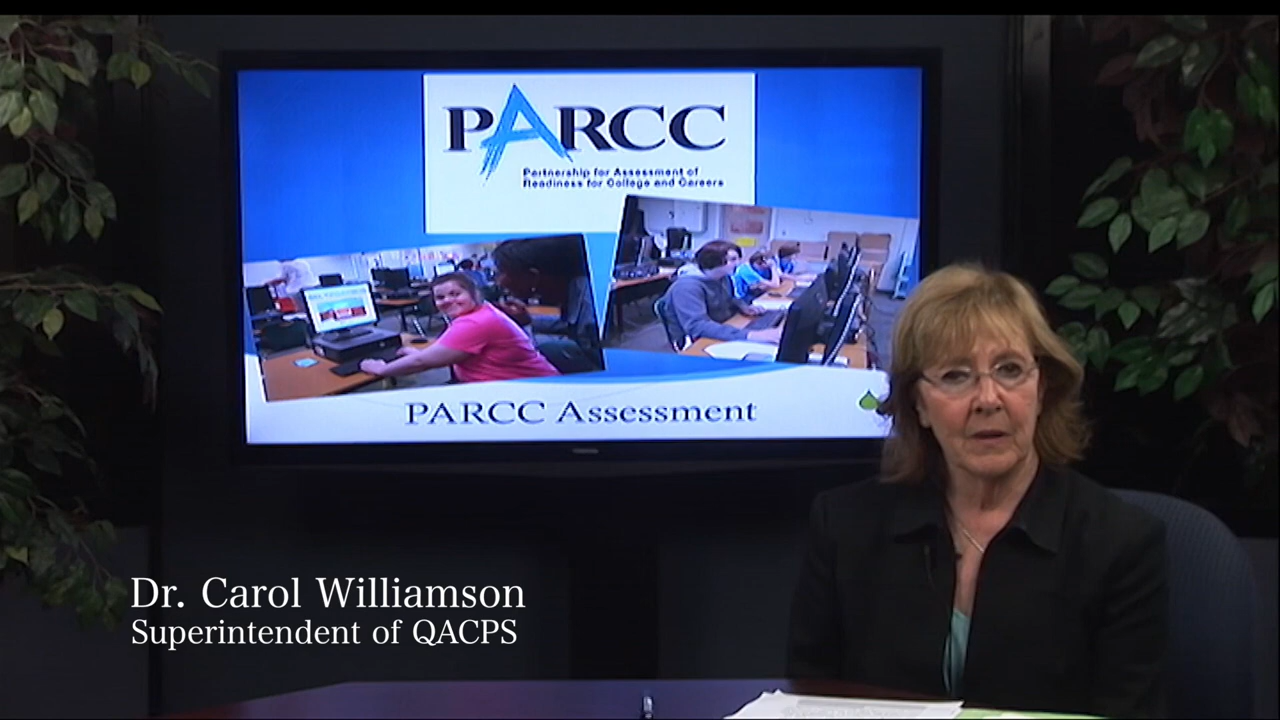 PARCC
Partnership for Assessment of
Readiness for College and Careers
PARCC Assessment
Dr. Carol Williamson
Superintendent of QACPS